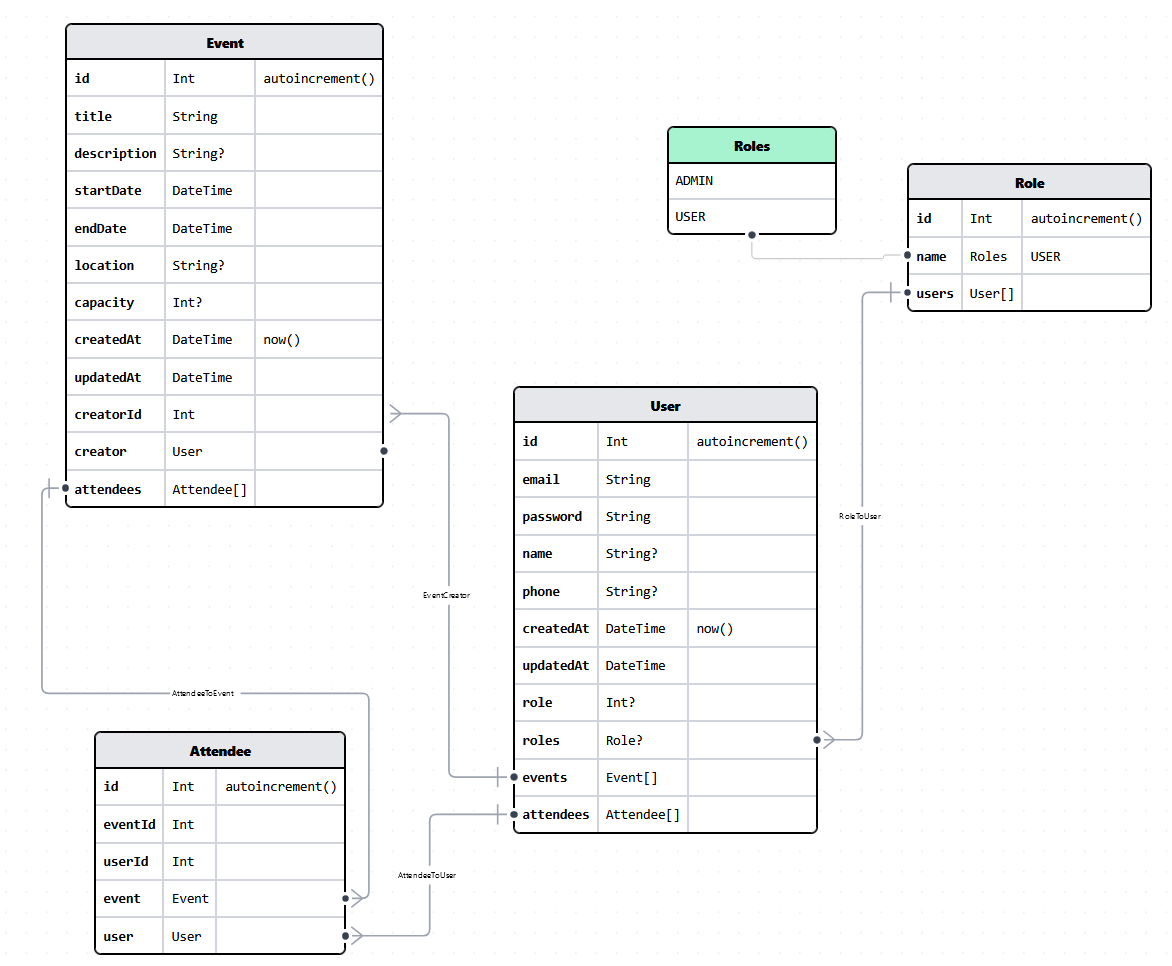 Event
id Int autoincrement()
title String
description String?
startDate DateTime
endDate DateTime
location String?
capacity Int?
createdAt DateTime now()
updatedAt DateTime
creatorId Int
creator User
attendees Attendee[]
Roles
ADMIN
USER
Role
id Int autoincrement()
name Roles USER
users User[]
User
id Int autoincrement()
email String
password String
name String?
phone String?
createdAt DateTime now()
updatedAt DateTime
role Int?
roles Role?
events Event[]
attendees Attendee[]
RoleToUser
EventCreator
AttendeeToEvent
Attendee
id Int autoincrement()
eventId Int
userId Int
event Event
user User
AttendeeToUser